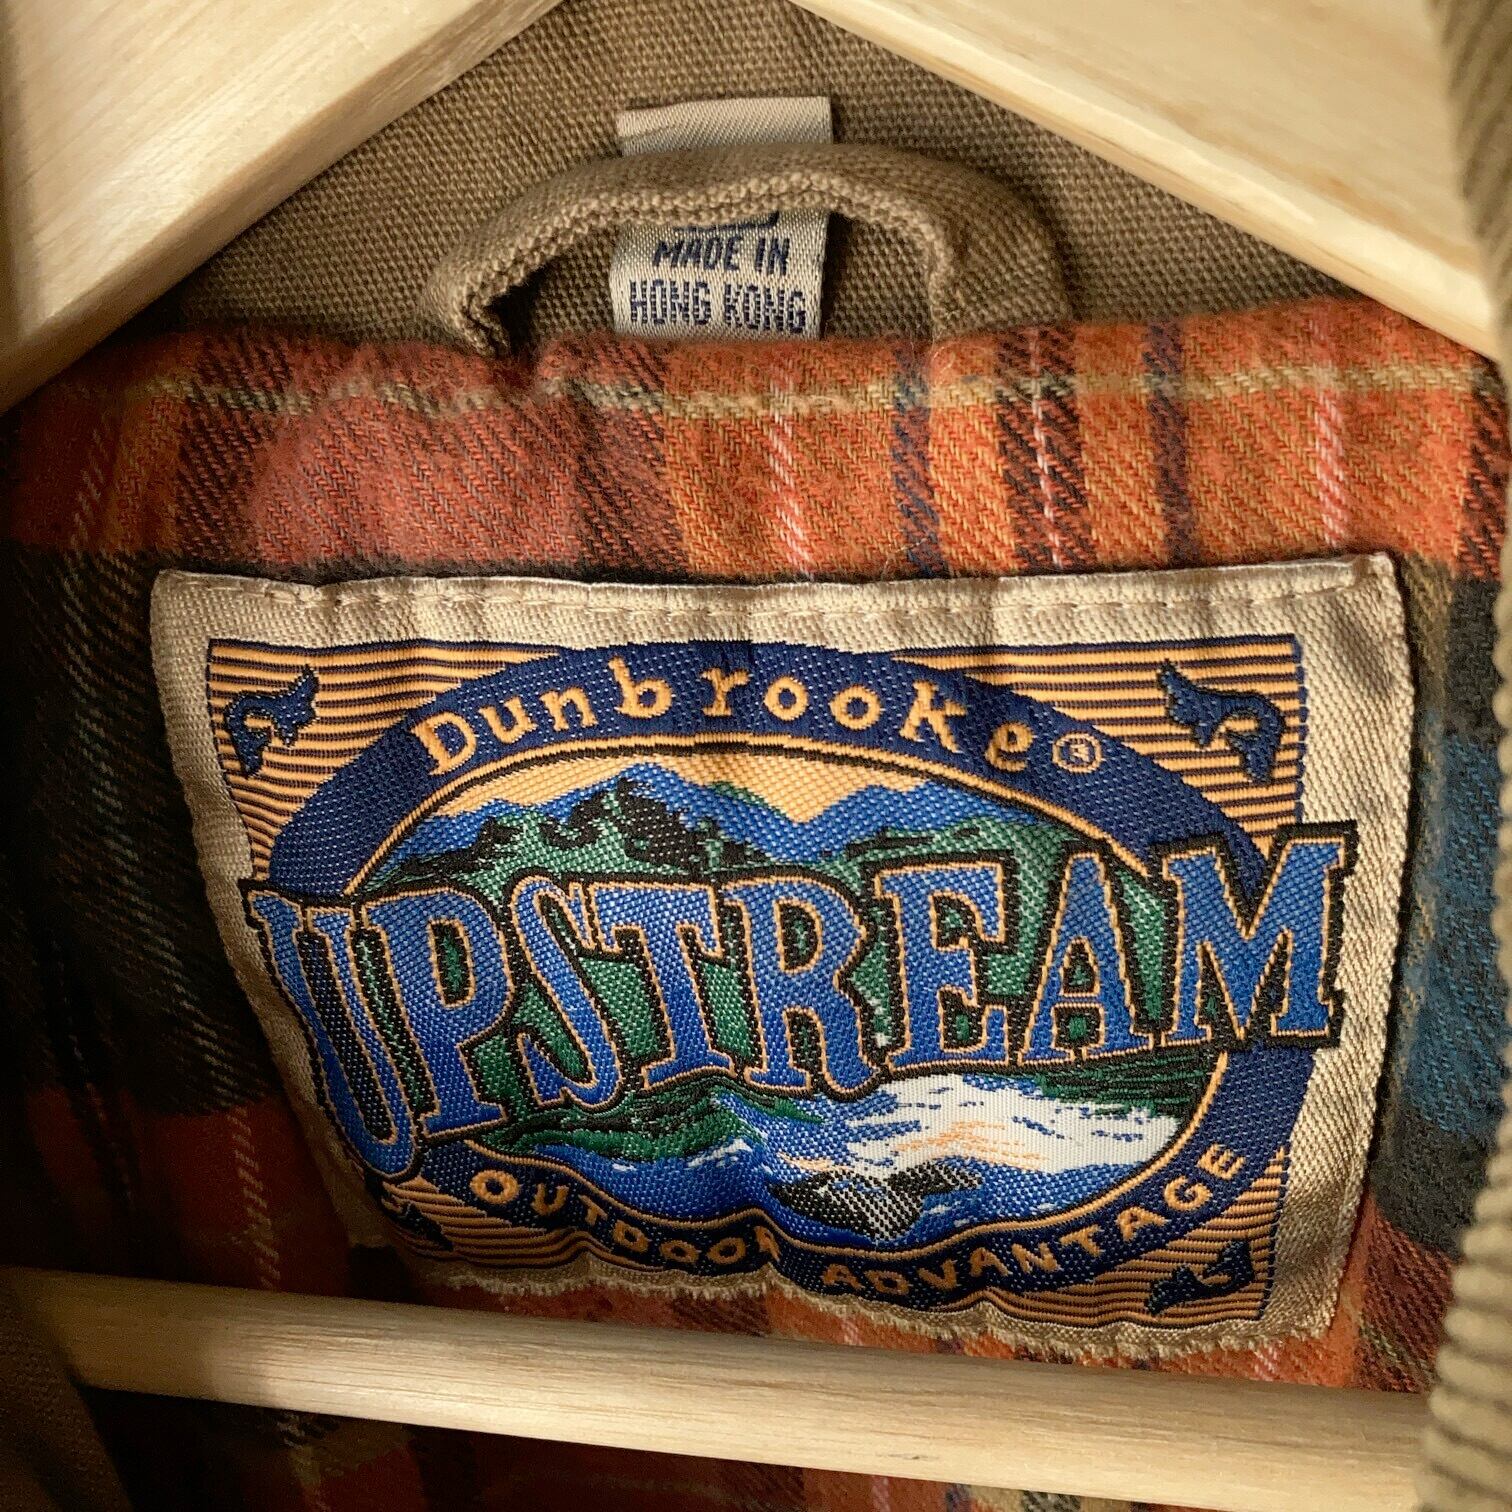 MADE IN
HONG KONG
Dunbrooke®
UPSTREAM
OUTDOOR ADVANTAGE